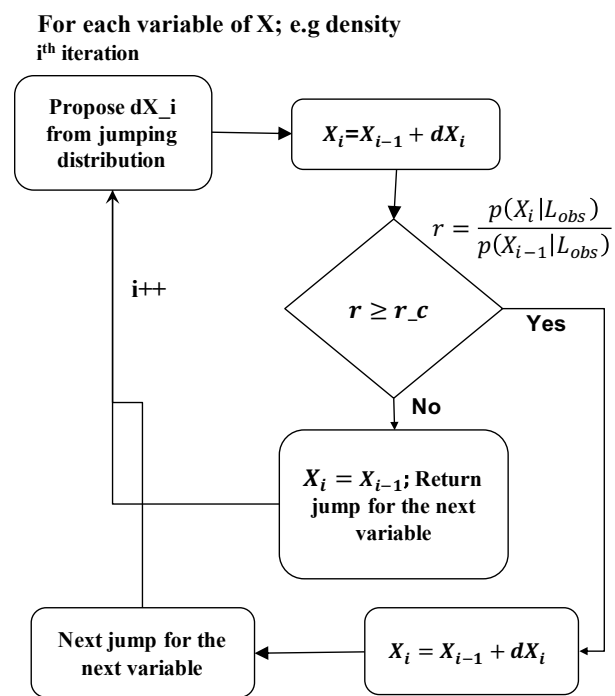 For each variable of X; e.g density
iᵗʰ iteration
Propose dX_i
from jumping
distribution
Xᵢ=Xᵢ₋₁ + dXᵢ
r = p(Xᵢ|L_obs) / p(Xᵢ₋₁|L_obs)
i++
r ≥ r_c
Yes
No
Xᵢ = Xᵢ₋₁; Return
jump for the next
variable
Next jump for the
next variable
Xᵢ = Xᵢ₋₁ + dXᵢ